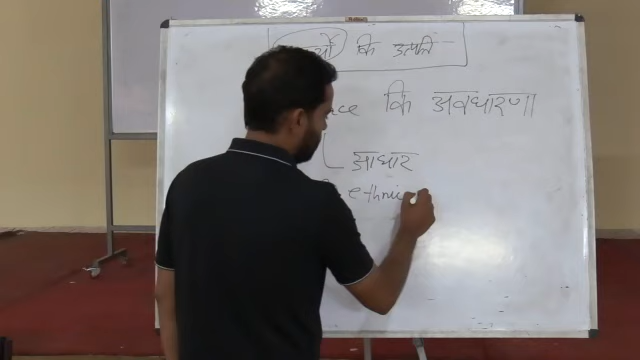 कि उत्पत्ति
ce कि अवधारणा
आधार
ethnic